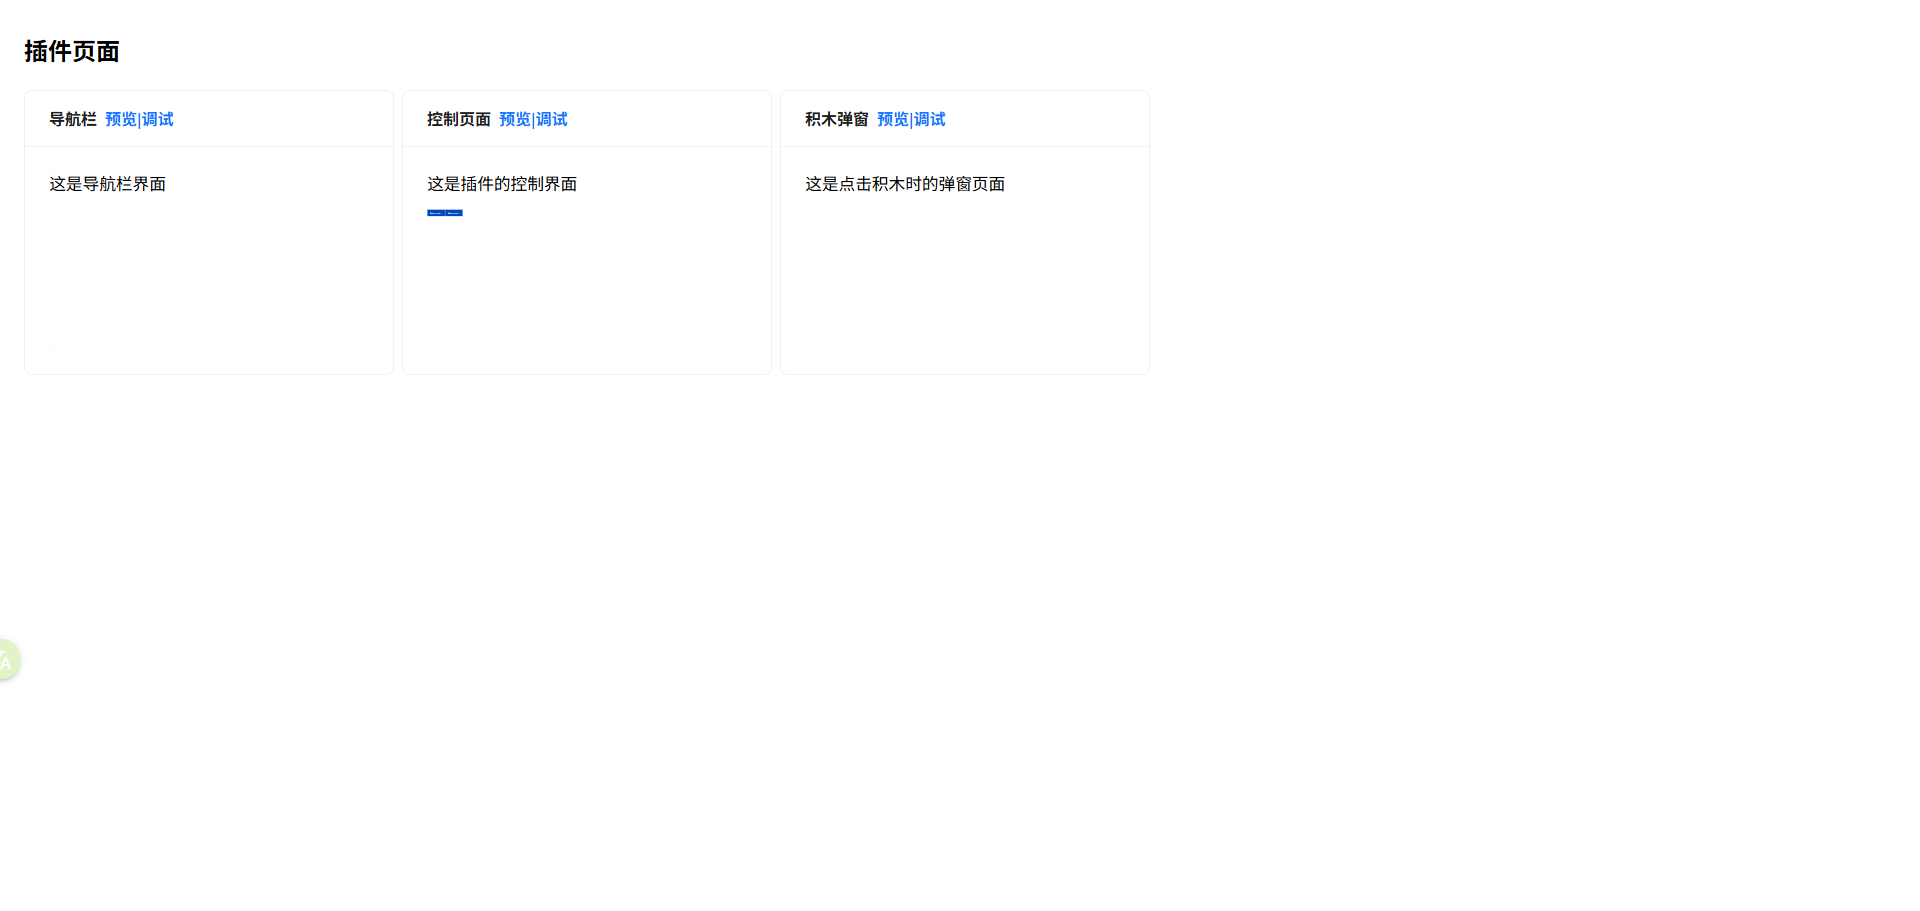 插件页面
导航栏 预览|调试
这是导航栏界面
控制页面 预览|调试
这是插件的控制界面
积木弹窗 预览|调试
这是点击积木时的弹窗页面